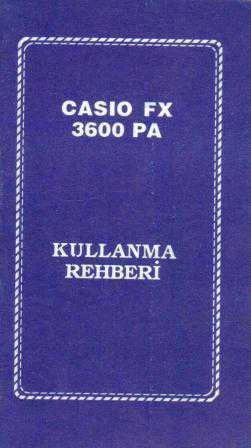 CASIO FX
3600 PA
KULLANMA
REHBERİ